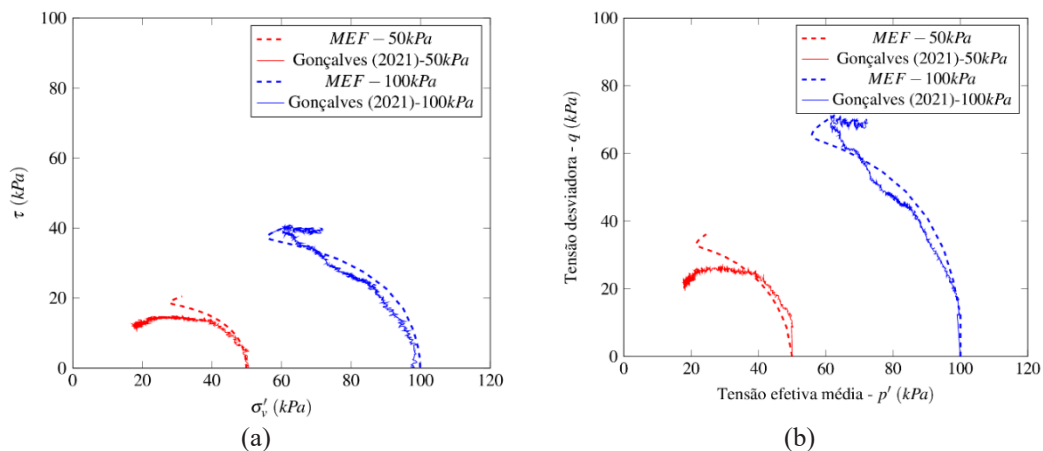 100
80
60
40
20
0
τ (kPa)
MEF − 50kPa
Gonçalves (2021)-50kPa
MEF − 100kPa
Gonçalves (2021)-100kPa
0 20 40 60 80 100 120
σ′v (kPa)
(a)
100
80
60
40
20
0
Tensão desviadora - q (kPa)
MEF − 50kPa
Gonçalves (2021)-50kPa
MEF − 100kPa
Gonçalves (2021)-100kPa
0 20 40 60 80 100 120
Tensão efetiva média - p′ (kPa)
(b)